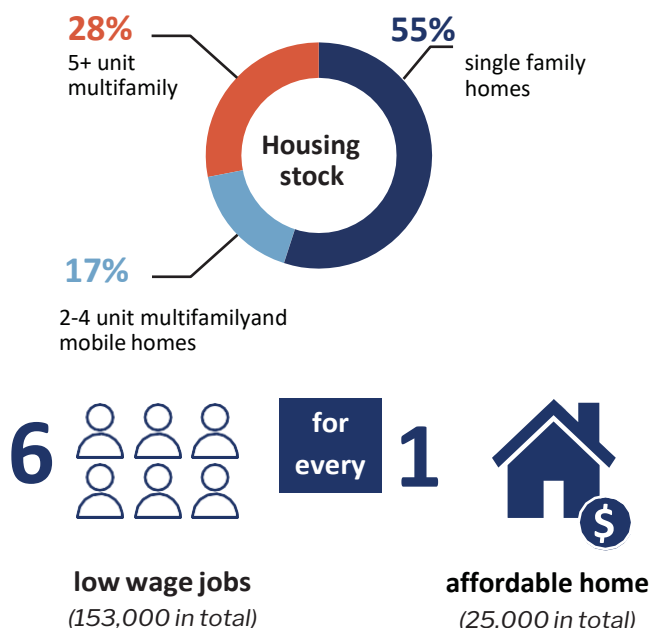 28%
5+ unit
multifamily
55%
single family
homes
Housing
stock
17%
2-4 unit multifamilyand
mobile homes
6
for
every
1
$
low wage jobs
(153,000 in total)
affordable home
(25,000 in total)